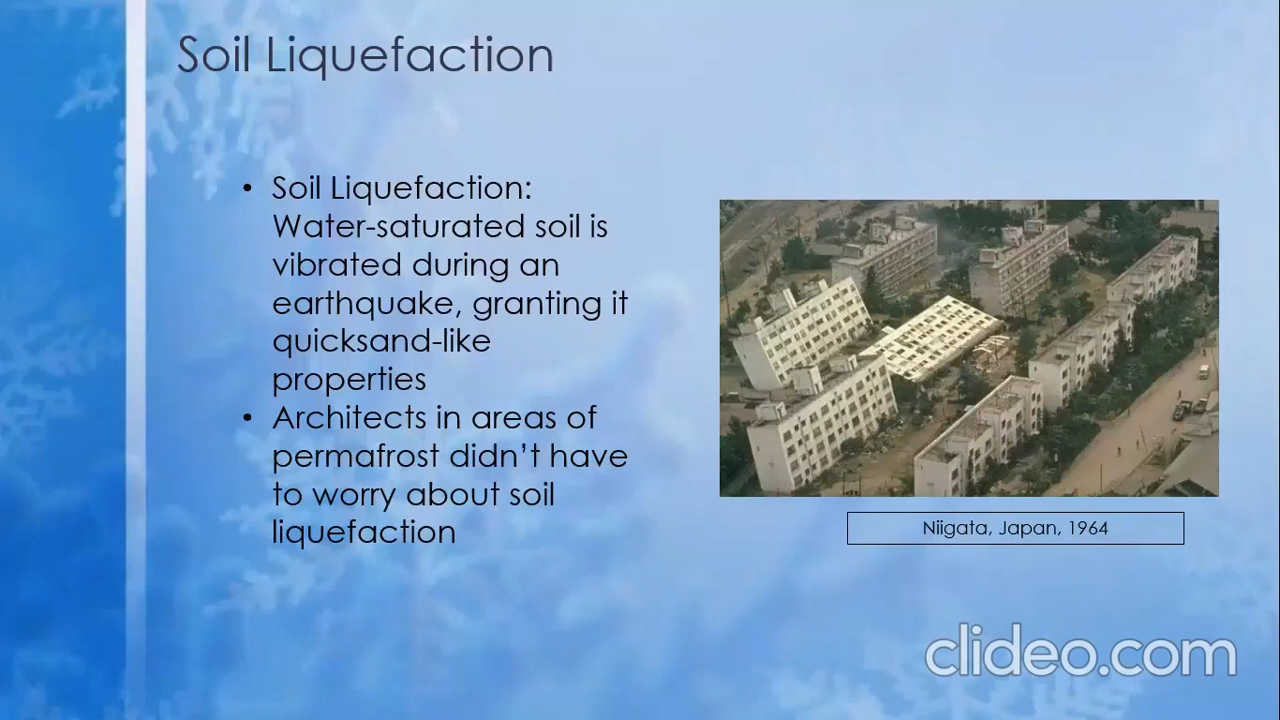 Soil Liquefaction
• Soil Liquefaction:
Water-saturated soil is
vibrated during an
earthquake, granting it
quicksand-like
properties
• Architects in areas of
permafrost didn’t have
to worry about soil
liquefaction
Niigata, Japan, 1964
clideo.com